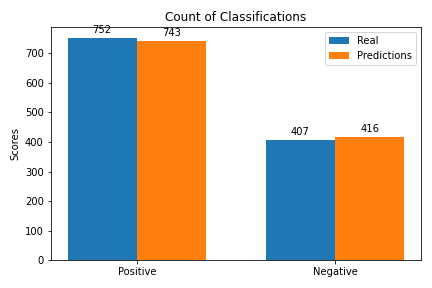 Count of Classifications
Real
Predictions
752
743
407
416
Scores
700
600
500
400
300
200
100
0
Positive
Negative